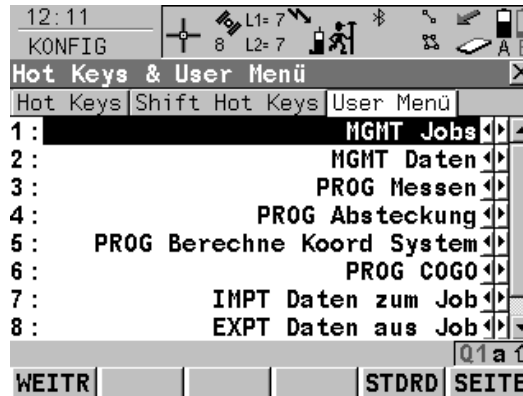 12:11
KONFIG
8
L1= 7
L2= 7
A
Hot Keys & User Menü
Hot Keys Shift Hot Keys User Menü
1 : MGMT Jobs
2 : MGMT Daten
3 : PROG Messen
4 : PROG Absteckung
5 : PROG Berechne Koord System
6 : PROG COGO
7 : IMPT Daten zum Job
8 : EXPT Daten aus Job
Q1 a
WEITR STDRD SEITE